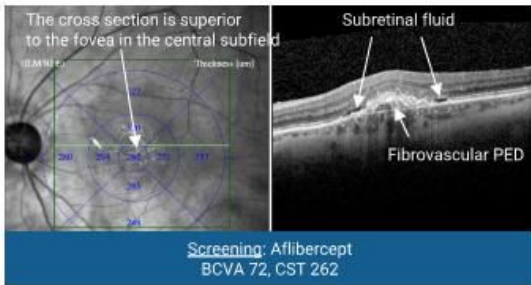 The cross section is superior
to the fovea in the central subfield
Subretinal fluid
Fibrovascular PED
260
Screening: Aflibercept
BCVA 72, CST 262